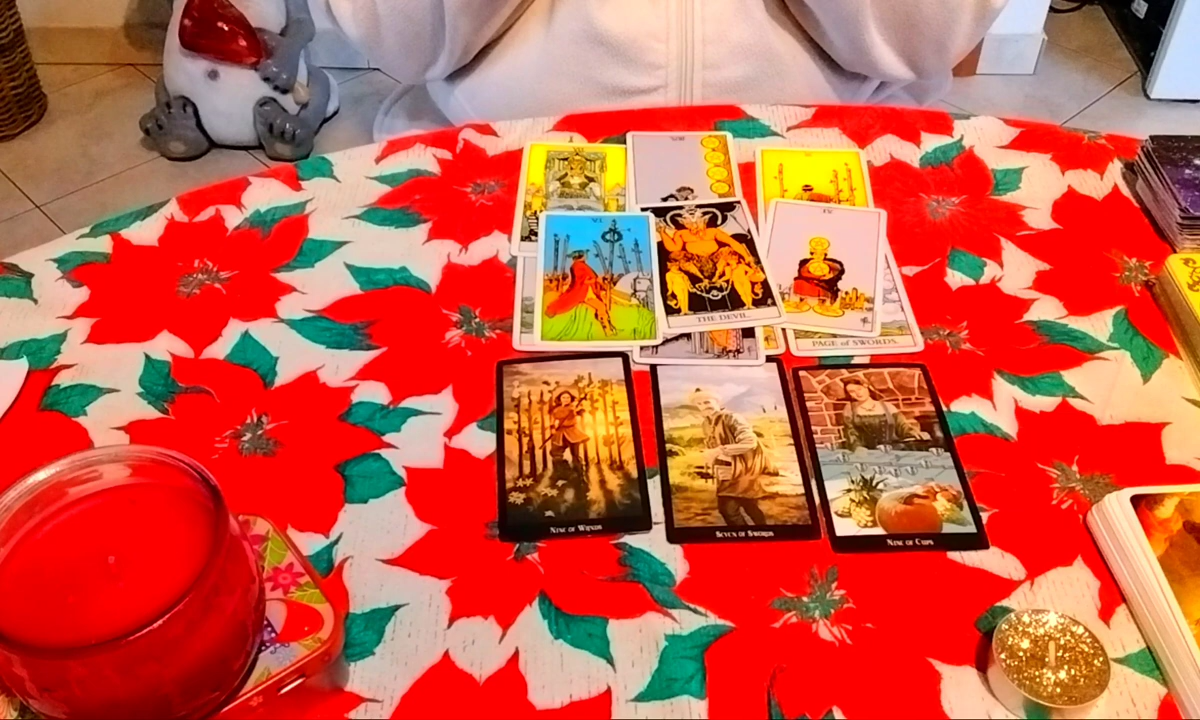 THE DEVIL.
PAGE of SWORDS.
NINE OF WANDS
SEVEN OF SWORDS
NINE OF CUPS